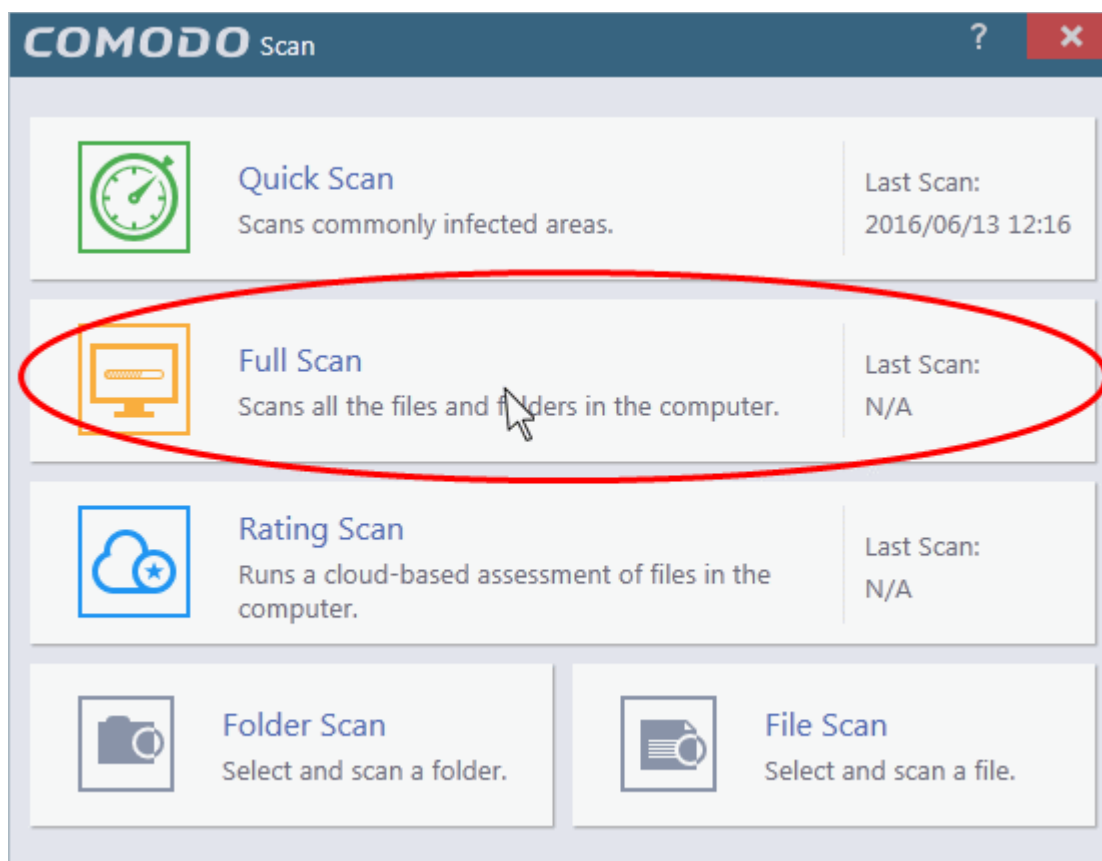 COMODO Scan ?
Quick Scan
Scans commonly infected areas.
Last Scan:
2016/06/13 12:16
Full Scan
Scans all the files and folders in the computer.
Last Scan:
N/A
Rating Scan
Runs a cloud-based assessment of files in the
computer.
Last Scan:
N/A
Folder Scan
Select and scan a folder.
File Scan
Select and scan a file.